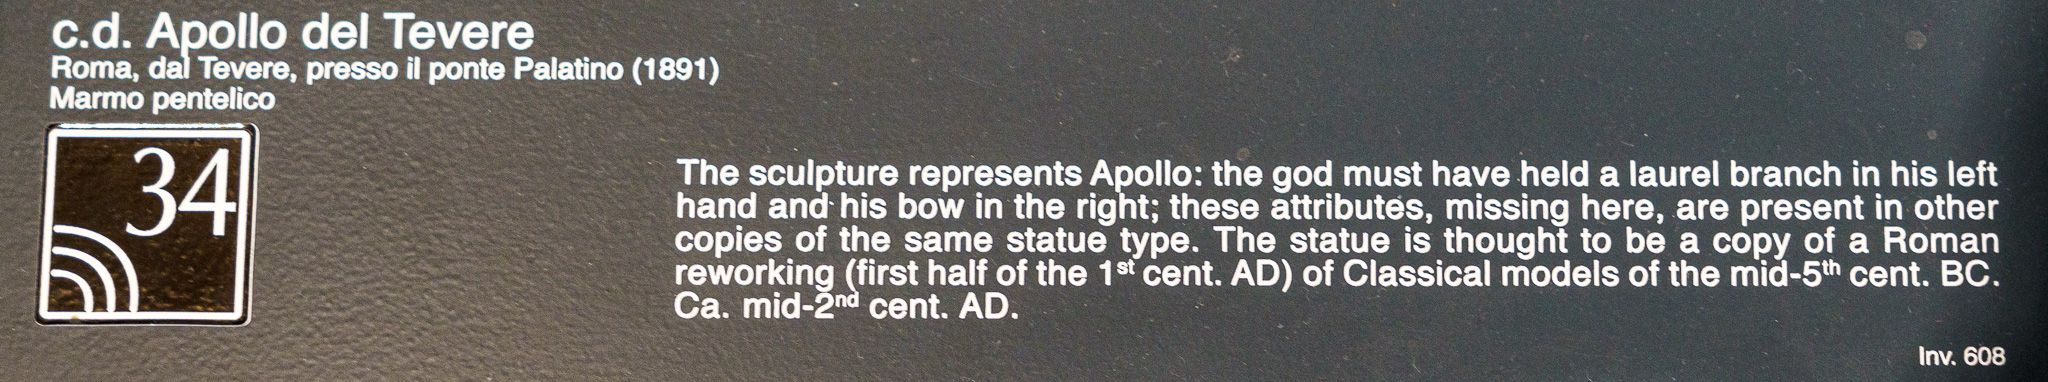 c.d. Apollo del Tevere
Roma, dal Tevere, presso il ponte Palatino (1891)
Marmo pentelico
34
The sculpture represents Apollo: the god must have held a laurel branch in his left
hand and his bow in the right; these attributes, missing here, are present in other
copies of the same statue type. The statue is thought to be a copy of a Roman
reworking (first half of the 1st cent. AD) of Classical models of the mid-5th cent. BC.
Ca. mid-2nd cent. AD.
Inv. 608